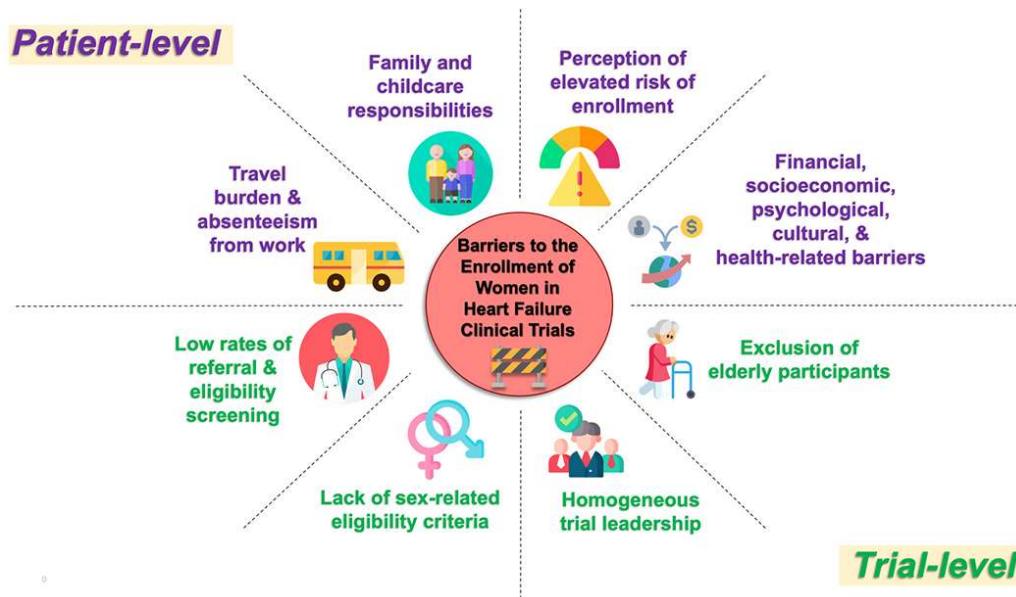 Patient-level
Family and
childcare
responsibilities
Perception of
elevated risk of
enrollment
Travel
burden &
absenteeism
from work
Financial,
socioeconomic,
psychological,
cultural, &
health-related barriers
Barriers to the
Enrollment of
Women in
Heart Failure
Clinical Trials
Low rates of
referral &
eligibility
screening
Exclusion of
elderly participants
Lack of sex-related
eligibility criteria
Homogeneous
trial leadership
Trial-level
0